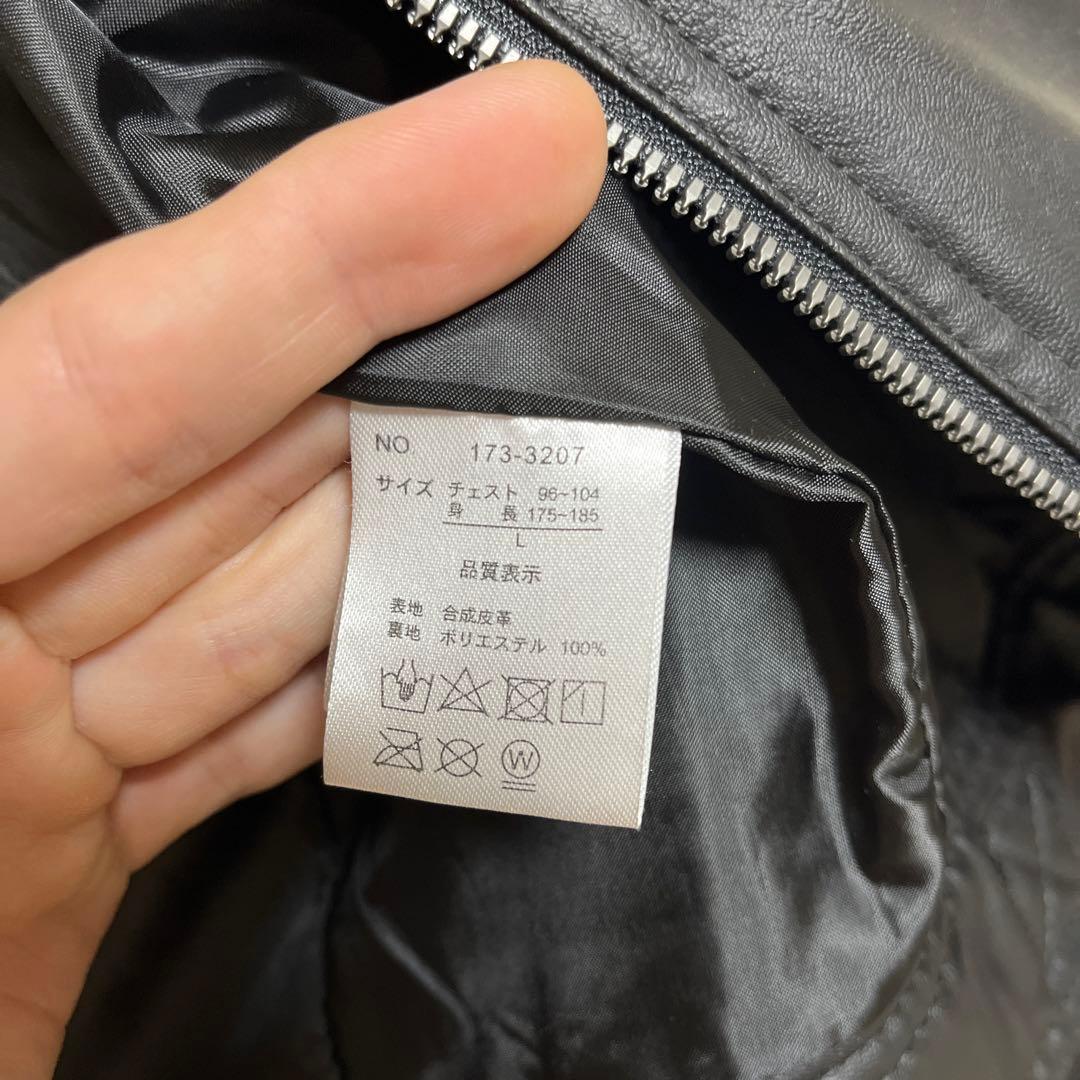 NO 173-3207
サイズ チェスト 96~104
身 長 175~185
L
品質表示
表地 合成皮革
裏地 ポリエステル 100%
W